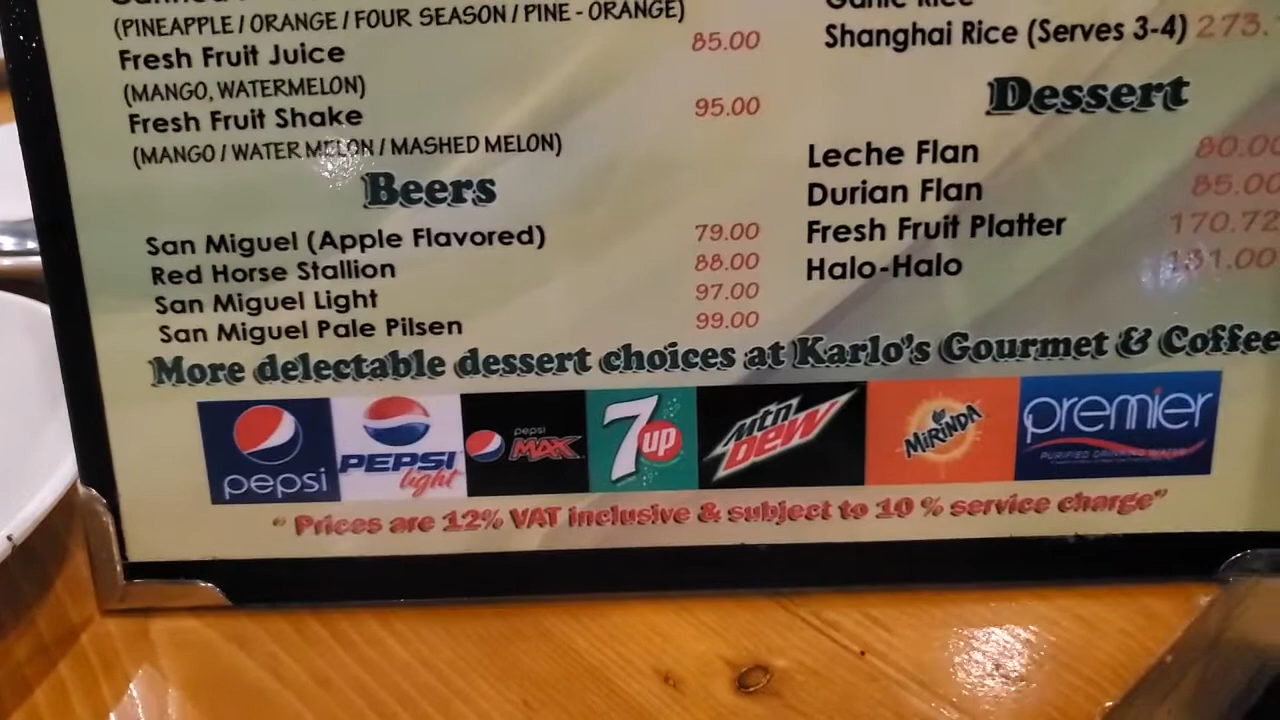 (PINEAPPLE / ORANGE / FOUR SEASON / PINE - ORANGE)
Fresh Fruit Juice 85.00
(MANGO, WATERMELON)
Fresh Fruit Shake 95.00
(MANGO / WATER MELON / MASHED MELON)
Beers
San Miguel (Apple Flavored) 79.00
Red Horse Stallion 88.00
San Miguel Light 97.00
San Miguel Pale Pilsen 99.00
Shanghai Rice (Serves 3-4) 273.
Dessert
Leche Flan 80.00
Durian Flan 85.00
Fresh Fruit Platter 170.72
Halo-Halo
More delectable dessert choices at Karlo's Gourmet & Coffee
pepsi PEPSI light pepsi MAX 7up Mtn DEW MiRiNDA premier
PURIFIED DRINKING WATER
" Prices are 12% VAT inclusive & subject to 10 % service charge"